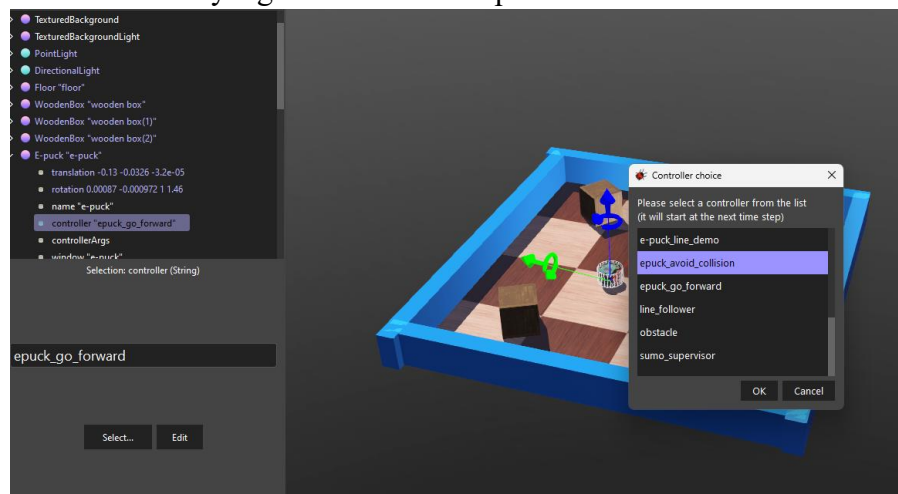 TexturedBackground
TexturedBackgroundLight
PointLight
DirectionalLight
Floor "floor"
WoodenBox "wooden box"
WoodenBox "wooden box(1)"
WoodenBox "wooden box(2)"
E-puck "e-puck"
translation -0.13 -0.0326 -3.2e-05
rotation 0.00087 -0.000972 1 1.46
name "e-puck"
controller "epuck_go_forward"
controllerArgs
window "e-puck"
Selection: controller (String)
epuck_go_forward
Select...
Edit
Controller choice
Please select a controller from the list
(it will start at the next time step)
e-puck_line_demo
epuck_avoid_collision
epuck_go_forward
line_follower
obstacle
sumo_supervisor
OK
Cancel